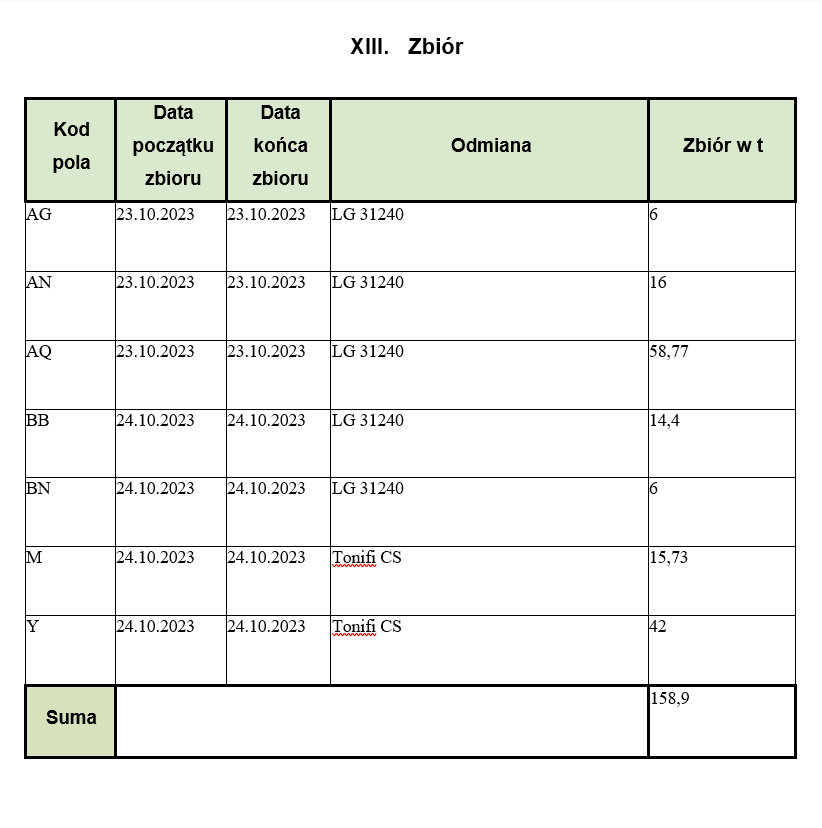 XIII. Zbiór
Kod pola
Data początku zbioru
Data końca zbioru
Odmiana
Zbiór w t
AG 23.10.2023 23.10.2023 LG 31240 6
AN 23.10.2023 23.10.2023 LG 31240 16
AQ 23.10.2023 23.10.2023 LG 31240 58,77
BB 24.10.2023 24.10.2023 LG 31240 14,4
BN 24.10.2023 24.10.2023 LG 31240 6
M 24.10.2023 24.10.2023 Tonifi CS 15,73
Y 24.10.2023 24.10.2023 Tonifi CS 42
Suma 158,9